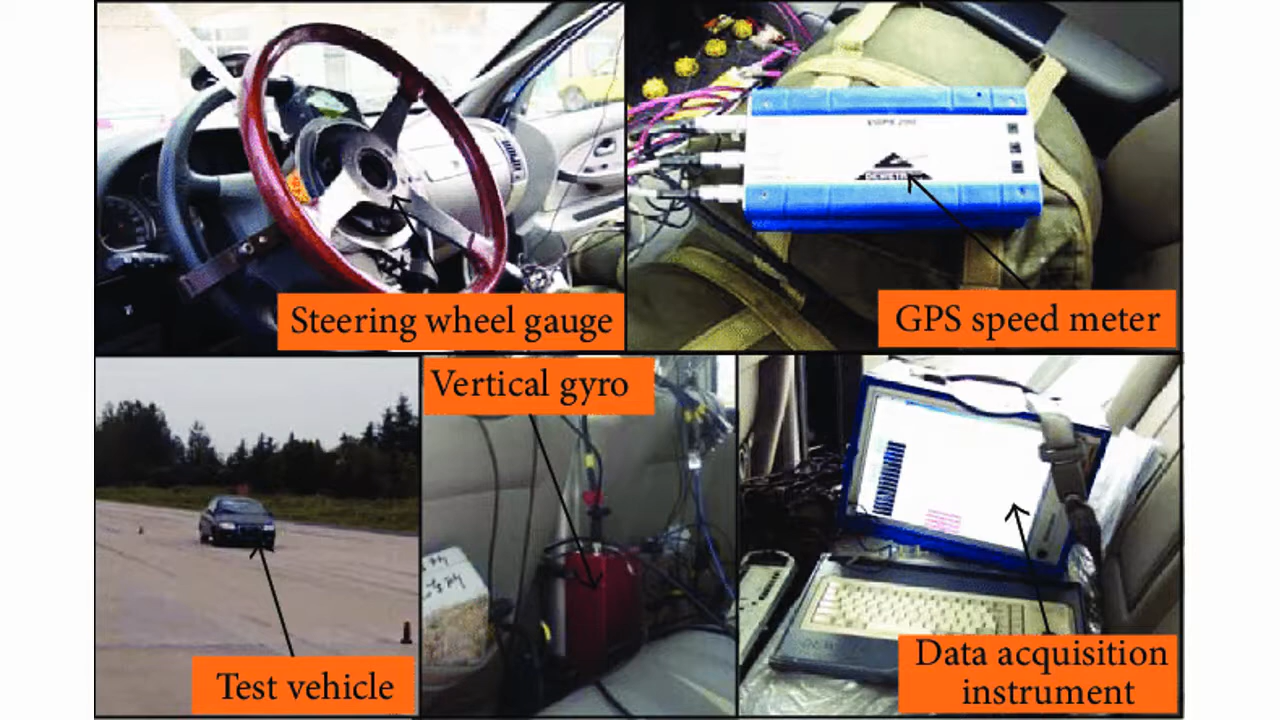 Steering wheel gauge
GPS speed meter
Vertical gyro
Test vehicle
Data acquisition
instrument